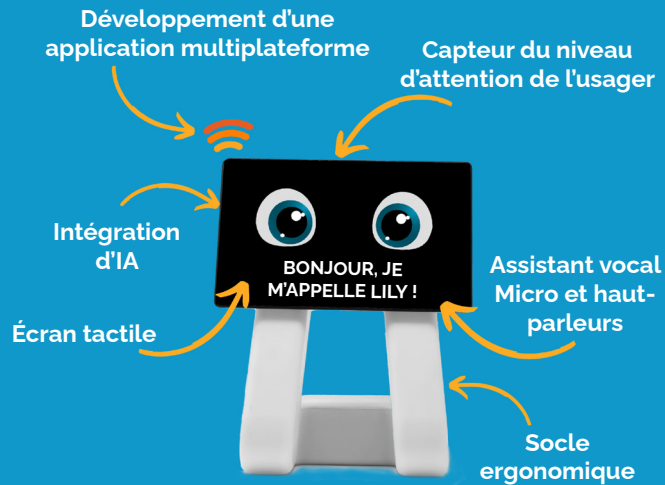 Développement d'une
application multiplateforme
Capteur du niveau
d'attention de l'usager
Intégration
d'IA
BONJOUR, JE
M'APPELLE LILY !
Assistant vocal
Micro et haut-
parleurs
Écran tactile
Socle
ergonomique